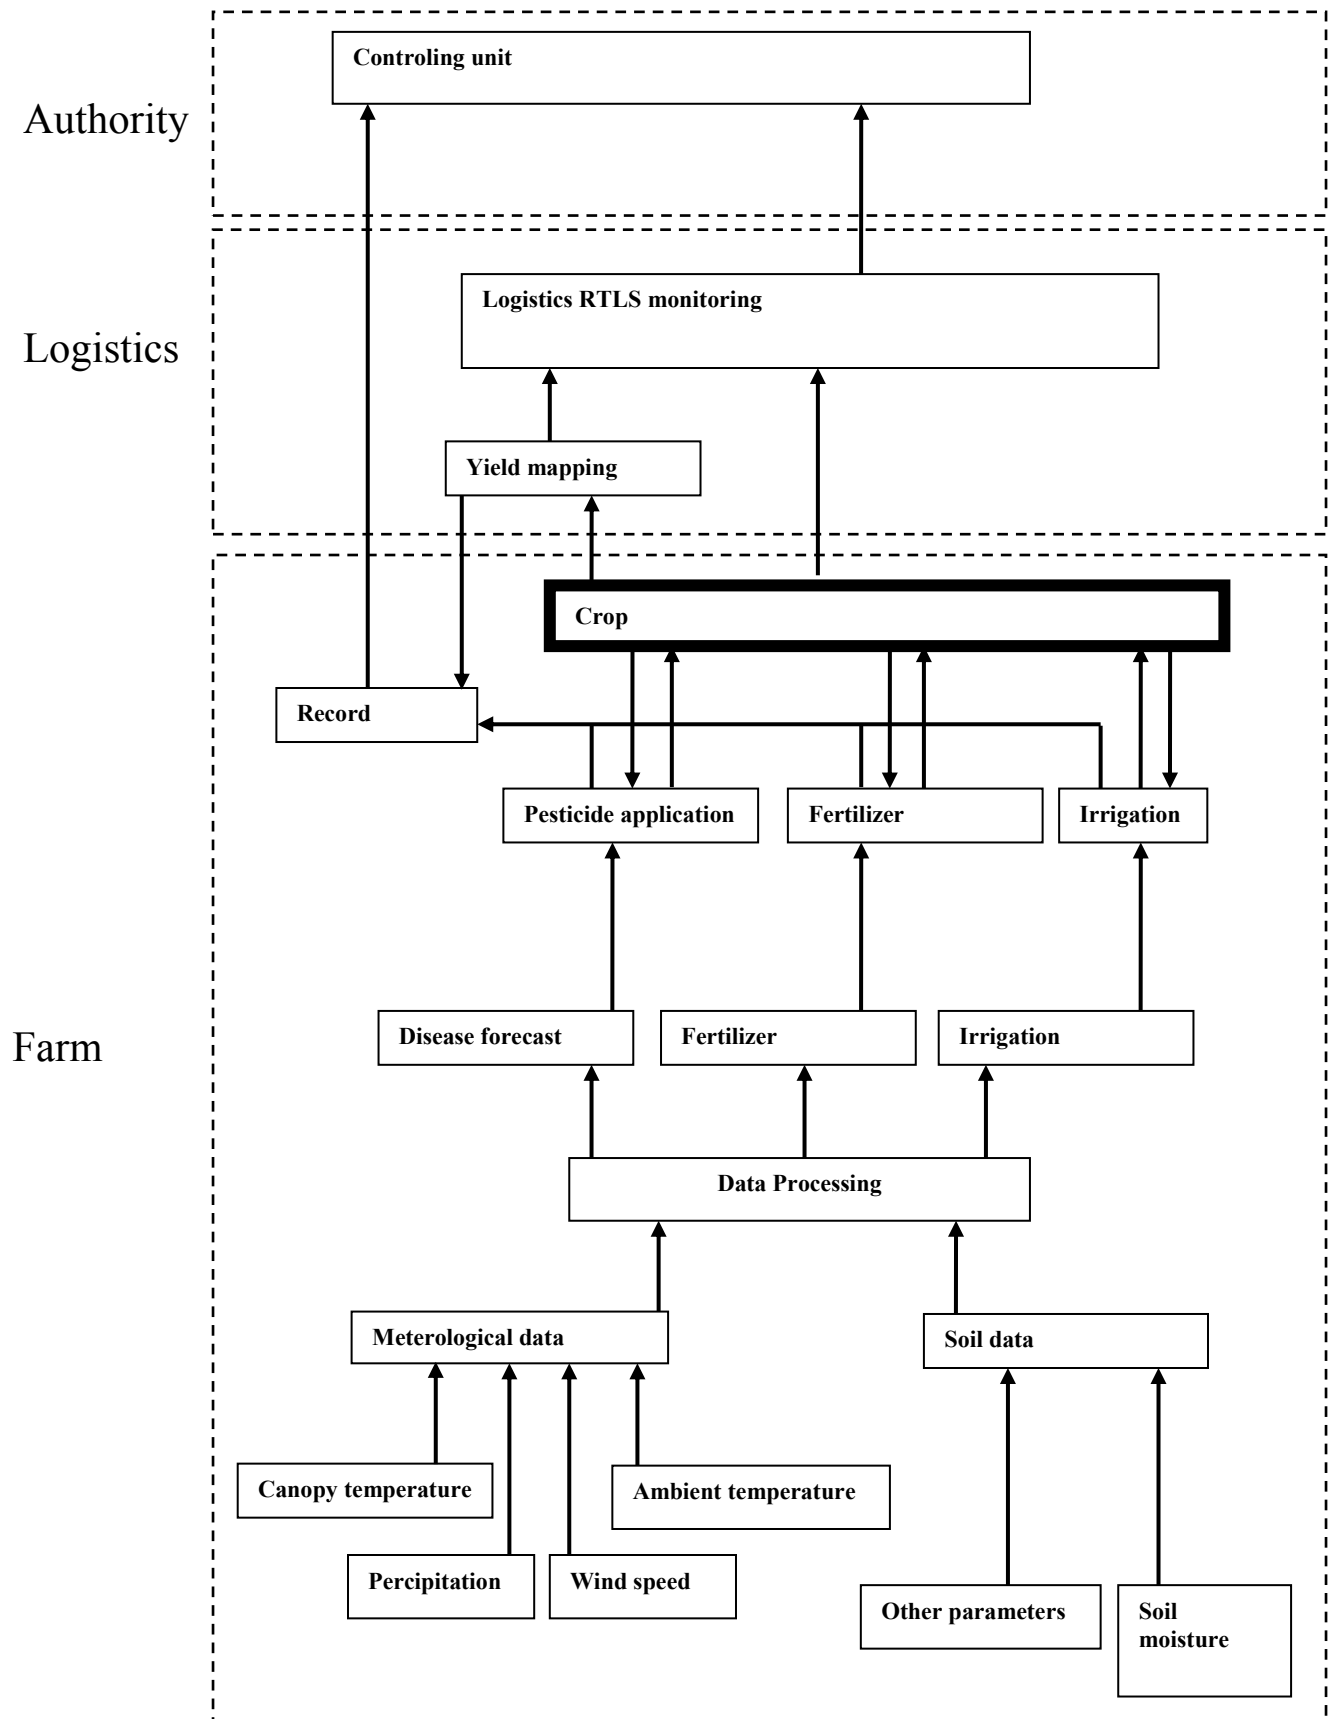 Authority
Controling unit
Logistics
Logistics RTLS monitoring
Yield mapping
Farm
Crop
Record
Pesticide application
Fertilizer
Irrigation
Disease forecast
Fertilizer
Irrigation
Data Processing
Meterological data
Soil data
Canopy temperature
Ambient temperature
Percipitation
Wind speed
Other parameters
Soil
moisture